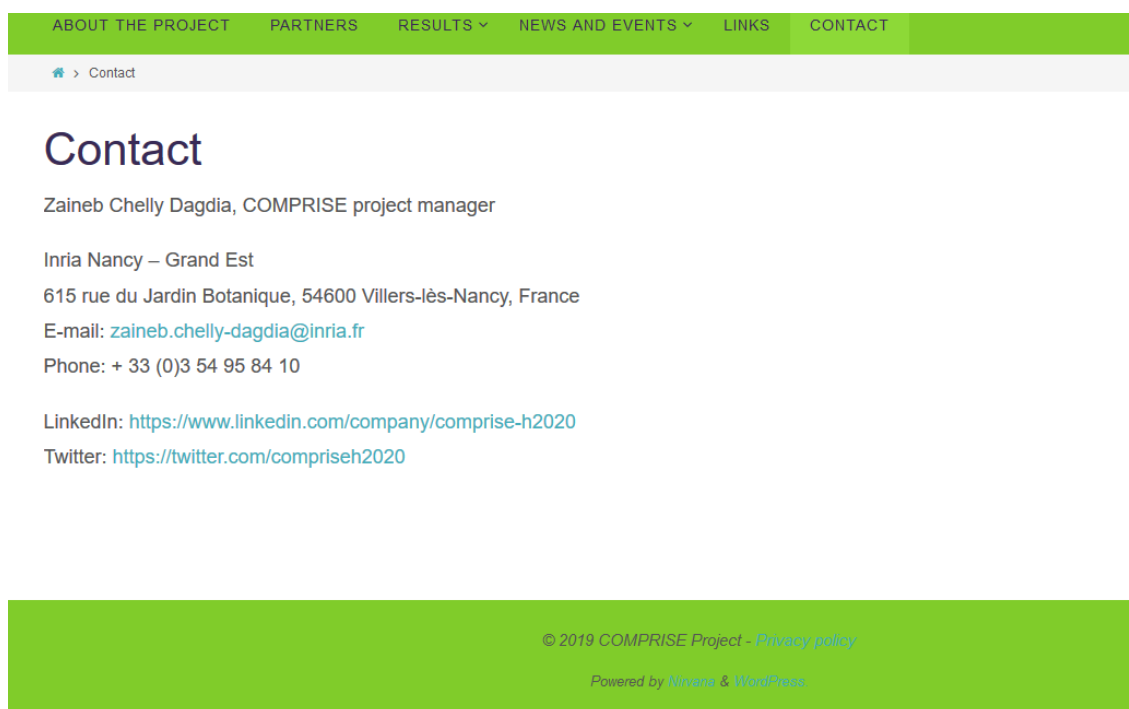 ABOUT THE PROJECT PARTNERS RESULTS NEWS AND EVENTS LINKS CONTACT
> Contact
Contact
Zaineb Chelly Dagdia, COMPRISE project manager
Inria Nancy – Grand Est
615 rue du Jardin Botanique, 54600 Villers-lès-Nancy, France
E-mail: zaineb.chelly-dagdia@inria.fr
Phone: + 33 (0)3 54 95 84 10
LinkedIn: https://www.linkedin.com/company/comprise-h2020
Twitter: https://twitter.com/compriseh2020
© 2019 COMPRISE Project - Privacy policy
Powered by Nirvana & WordPress.